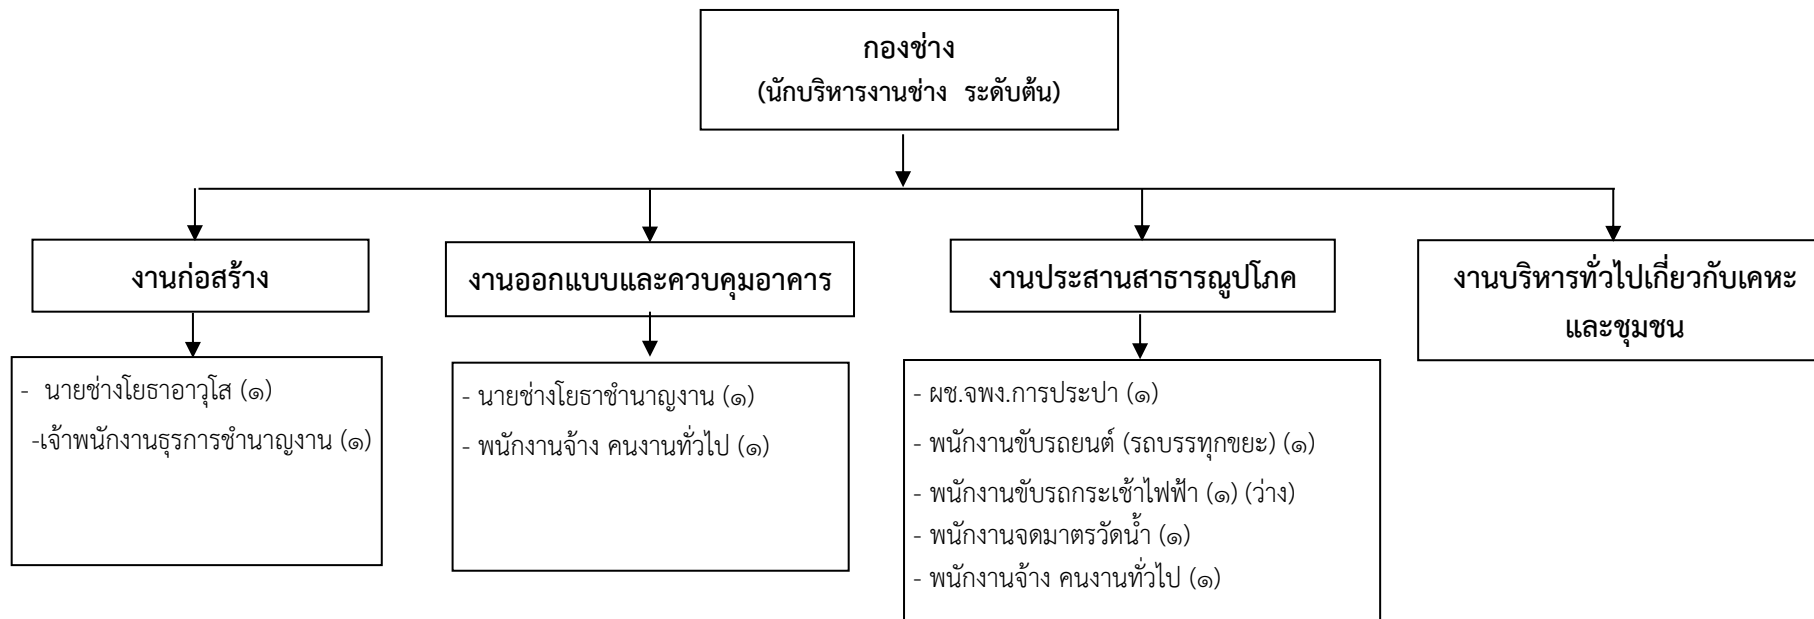 กองช่าง
(นักบริหารงานช่าง ระดับต้น)
งานก่อสร้าง
- นายช่างโยธาอาวุโส (๑)
-เจ้าพนักงานธุรการชำนาญงาน (๑)
งานออกแบบและควบคุมอาคาร
- นายช่างโยธาชำนาญงาน (๑)
- พนักงานจ้าง คนงานทั่วไป (๑)
งานประสานสาธารณูปโภค
- ผช.จพง.การประปา (๑)
- พนักงานขับรถยนต์ (รถบรรทุกขยะ) (๑)
- พนักงานขับรถกระเช้าไฟฟ้า (๑) (ว่าง)
- พนักงานจดมาตรวัดน้ำ (๑)
- พนักงานจ้าง คนงานทั่วไป (๑)
งานบริหารทั่วไปเกี่ยวกับเคหะ
และชุมชน